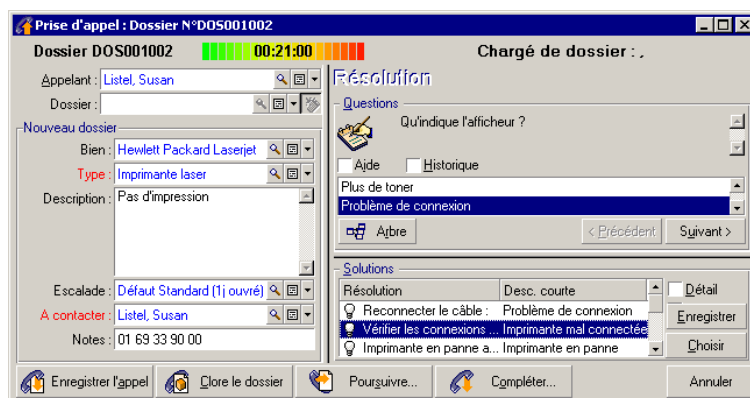 Prise d'appel : Dossier N°DOS001002
Dossier DOS001002
00:21:00
Chargé de dossier : ,
Appelant : Listel, Susan
Dossier :
Nouveau dossier
Bien : Hewlett Packard Laserjet
Type : Imprimante laser
Description : Pas d'impression
Escalade : Défaut Standard (1j ouvré)
A contacter : Listel, Susan
Notes : 01 69 33 90 00
Résolution
Questions
Qu'indique l'afficheur ?
Aide
Historique
Plus de toner
Problème de connexion
Arbre
< Précédent
Suivant >
Solutions
Résolution Desc. courte
Reconnecter le câble : Problème de connexion
Vérifier les connexions ... Imprimante mal connectée
Imprimante en panne a... Imprimante en panne
Détail
Enregistrer
Choisir
Enregistrer l'appel
Clore le dossier
Poursuivre...
Compléter...
Annuler